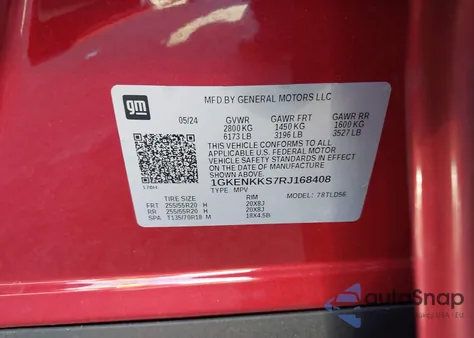 gm
MFD BY GENERAL MOTORS LLC
05/24 GVWR GAWR FRT GAWR RR
2800 KG 1450 KG 1600 KG
6173 LB 3196 LB 3527 LB
THIS VEHICLE CONFORMS TO ALL
APPLICABLE U.S. FEDERAL MOTOR
VEHICLE SAFETY STANDARDS IN EFFECT
ON THE DATE OF MANUFACTURE
SHOWN ABOVE.
1GKENKKS7RJ168408
TYPE: MPV
MODEL: 78TLD56
TIRE SIZE RIM
FRT 255/55R20 H 20X8J
RR 255/55R20 H 20X8J
SPA T135/70R18 M 18X4.5B
autoSnap